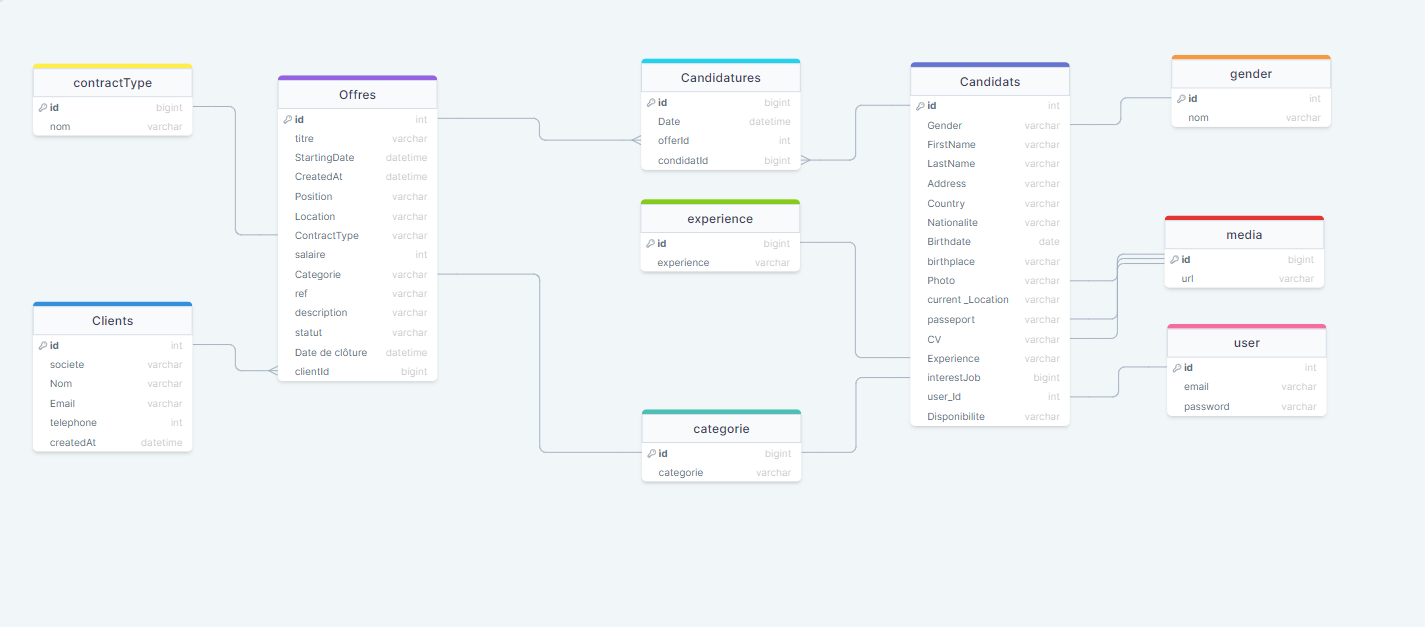 contractType
id bigint
nom varchar
Offres
id int
titre varchar
StartingDate datetime
CreatedAt datetime
Position varchar
Location varchar
ContractType varchar
salaire int
Categorie varchar
ref varchar
description varchar
statut varchar
Date de clôture datetime
clientId bigint
Clients
id int
societe varchar
Nom varchar
Email varchar
telephone int
createdAt datetime
Candidatures
id bigint
Date datetime
offerId int
condidatId bigint
experience
id bigint
experience varchar
categorie
id bigint
categorie varchar
Candidats
id int
Gender varchar
FirstName varchar
LastName varchar
Address varchar
Country varchar
Nationalite varchar
Birthdate date
birthplace varchar
Photo varchar
current _Location varchar
passeport varchar
CV varchar
Experience varchar
interestJob bigint
user_Id int
Disponibilite varchar
gender
id int
nom varchar
media
id bigint
url varchar
user
id int
email varchar
password varchar